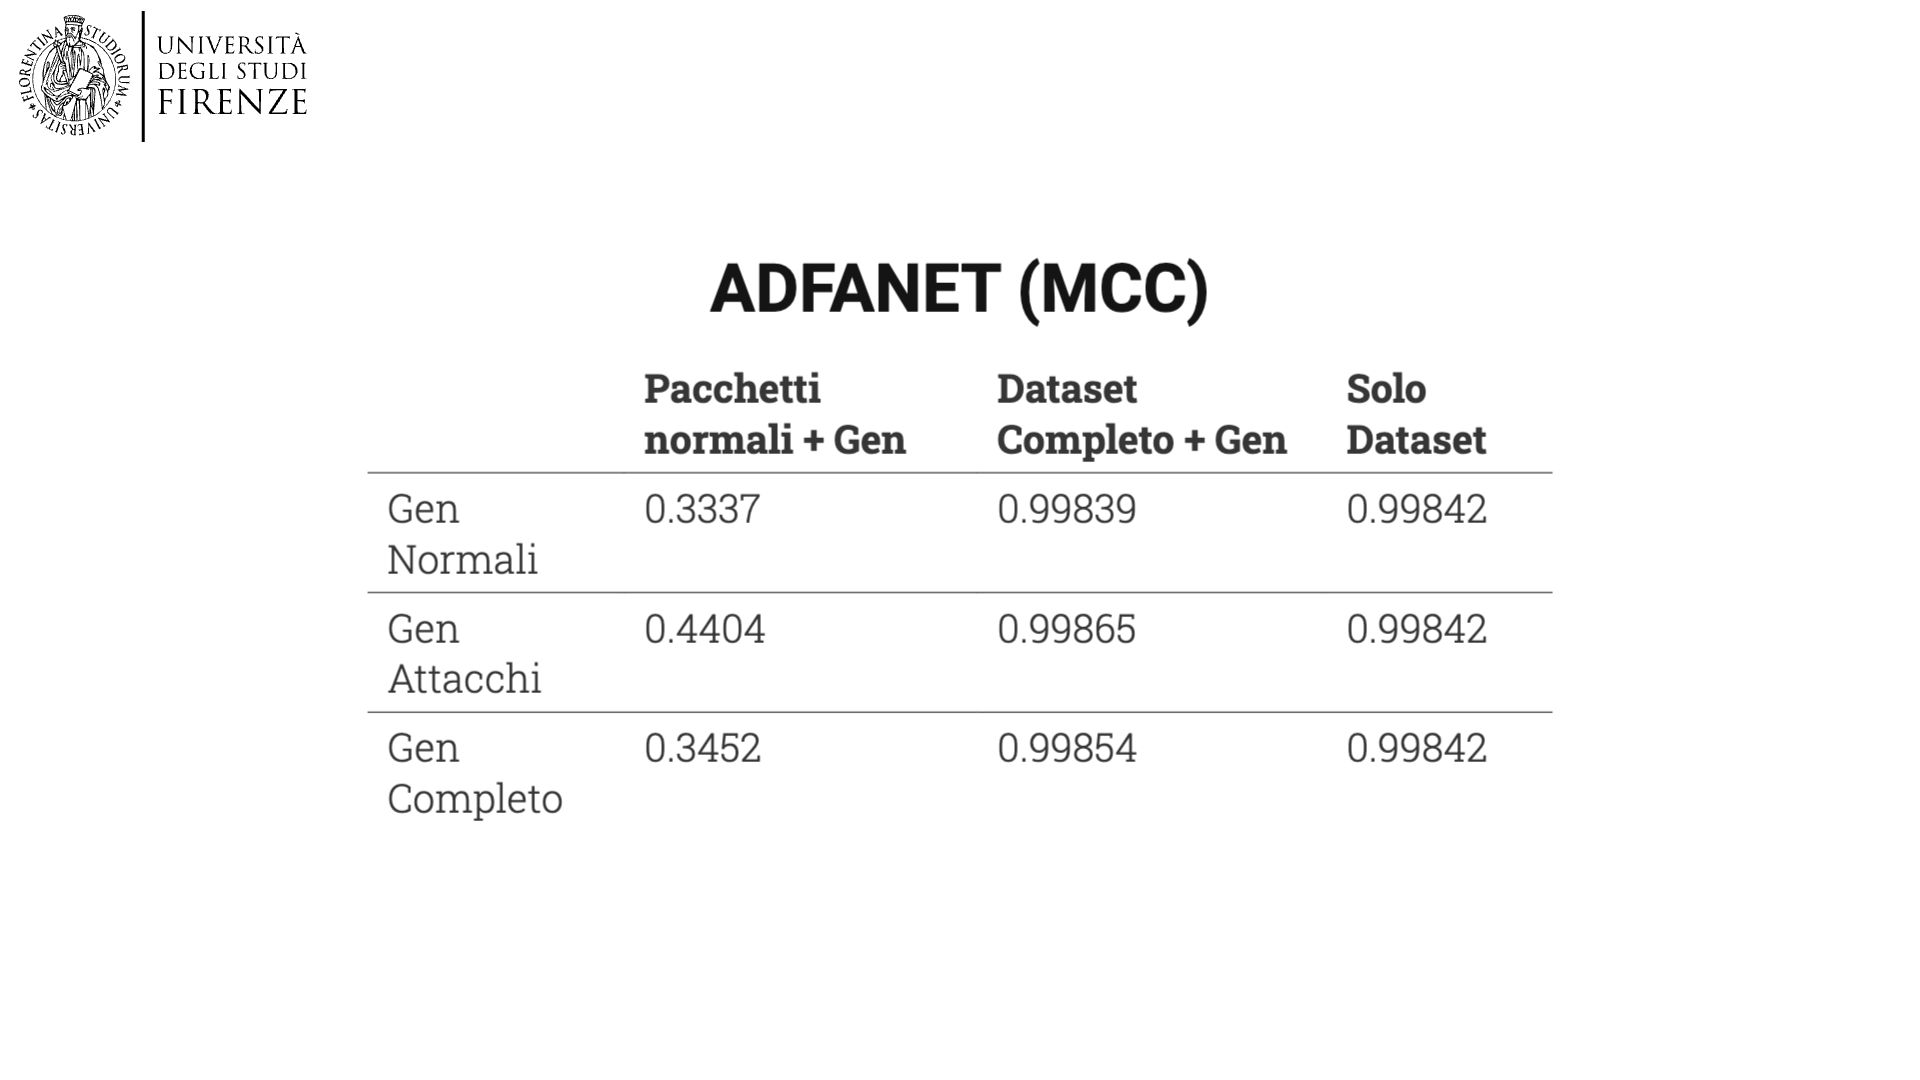 FLORENTINA STUDIORUM UNIVERSITAS
UNIVERSITÀ
DEGLI STUDI
FIRENZE
ADFANET (MCC)
Pacchetti normali + Gen
Dataset Completo + Gen
Solo Dataset
Gen Normali
0.3337
0.99839
0.99842
Gen Attacchi
0.4404
0.99865
0.99842
Gen Completo
0.3452
0.99854
0.99842